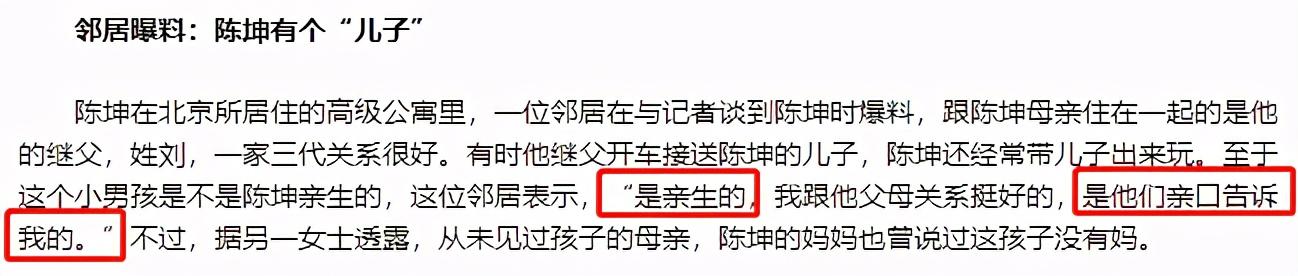 邻居曝料：陈坤有个“儿子”
陈坤在北京所居住的高级公寓里，一位邻居在与记者谈到陈坤时爆料，跟陈坤母亲住在一起的是他
的继父，姓刘，一家三代关系很好。有时他继父开车接送陈坤的儿子，陈坤还经常带儿子出来玩。至于
这个小男孩是不是陈坤亲生的，这位邻居表示，“是亲生的，我跟他父母关系挺好的，是他们亲口告诉
我的。”不过，据另一女士透露，从未见过孩子的母亲，陈坤的妈妈也曾说过这孩子没有妈。